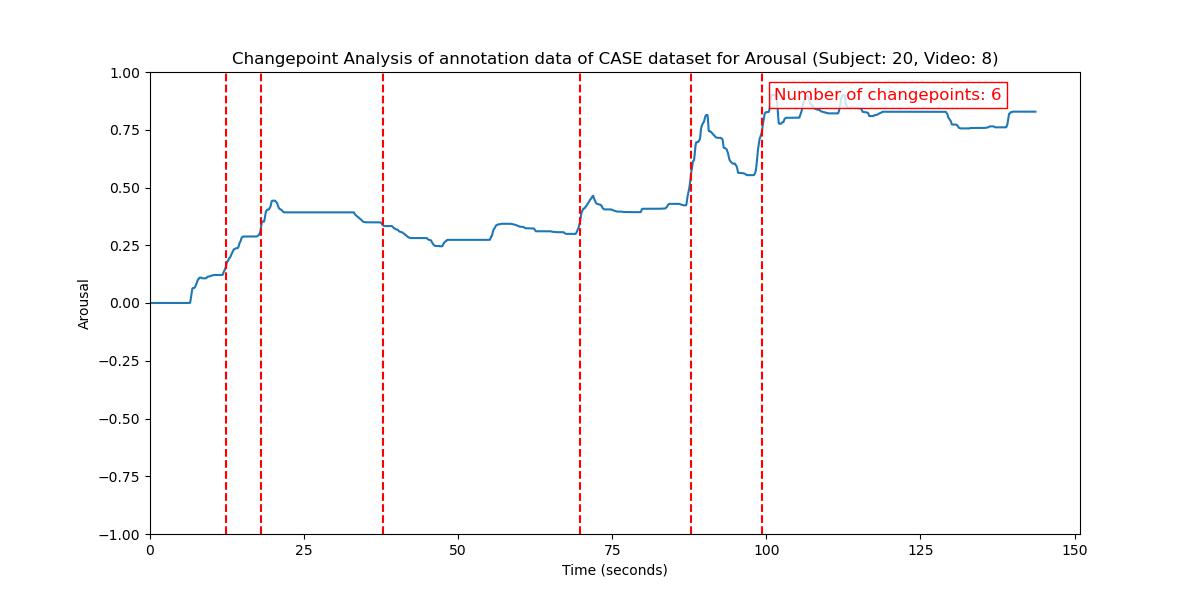 Changepoint Analysis of annotation data of CASE dataset for Arousal (Subject: 20, Video: 8)
Number of changepoints: 6
1.00
0.75
0.50
0.25
0.00
−0.25
−0.50
−0.75
−1.00
Arousal
0 25 50 75 100 125 150
Time (seconds)